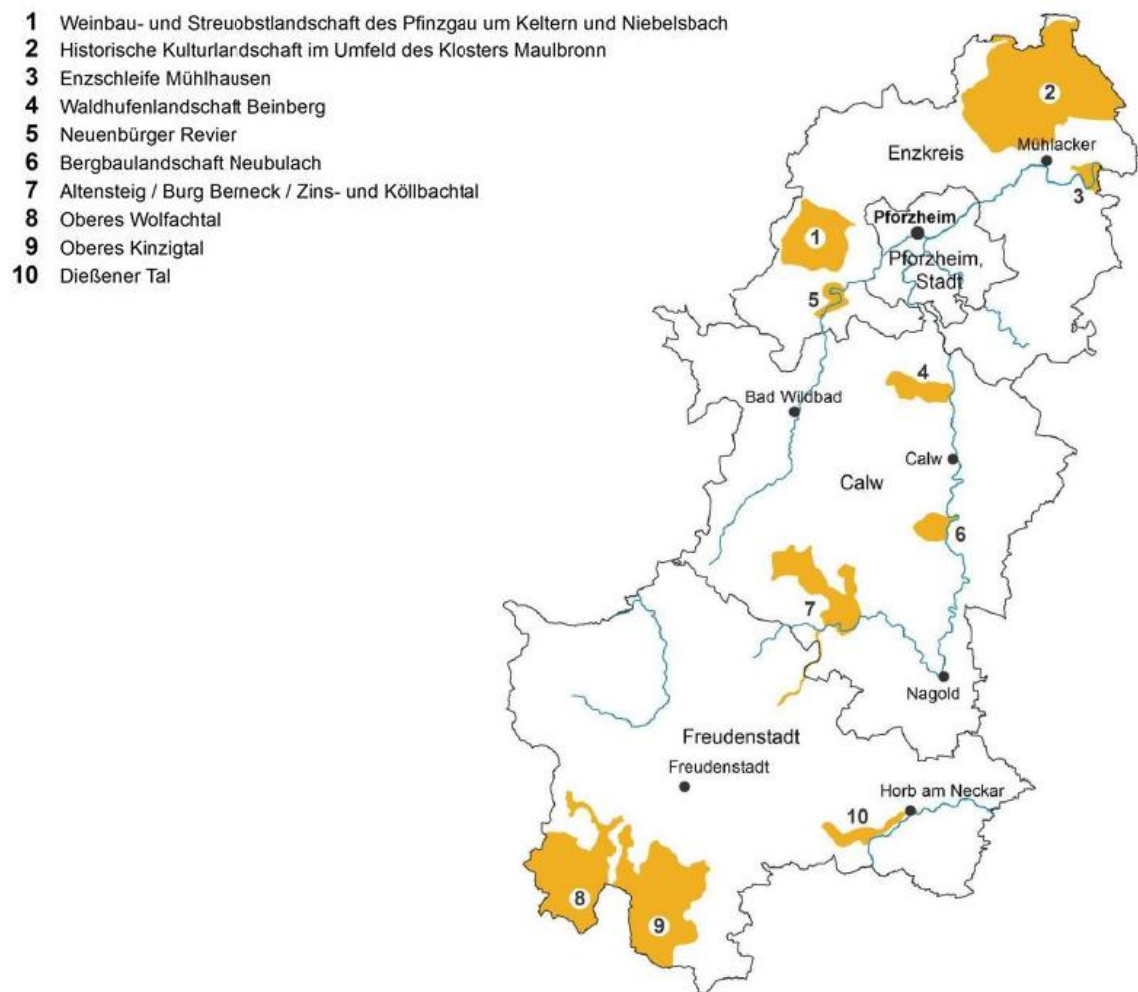 1 Weinbau- und Streuobstlandschaft des Pfinzgau um Keltern und Niebelsbach
2 Historische Kulturlandschaft im Umfeld des Klosters Maulbronn
3 Enzschleife Mühlhausen
4 Waldhufenlandschaft Beinberg
5 Neuenbürger Revier
6 Bergbaulandschaft Neubulach
7 Altensteig / Burg Berneck / Zins- und Köllbachtal
8 Oberes Wolfachtal
9 Oberes Kinzigtal
10 Dießener Tal
2
Mühlacker
Enzkreis
3
Pforzheim
1
Pforzheim,
Stadt
5
4
Bad Wildbad
Calw
Calw
6
7
Nagold
Freudenstadt
Freudenstadt
Horb am Neckar
10
8
9